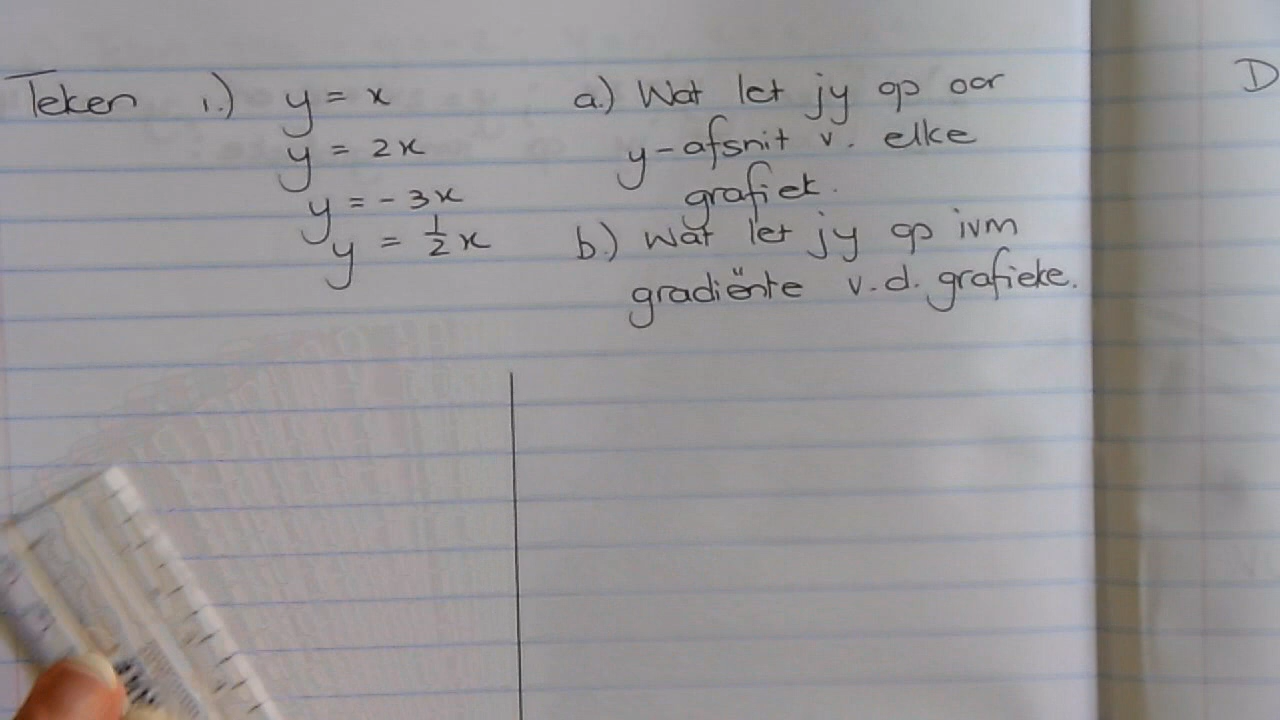 Teken 1.) y = x
y = 2x
y = -3x
y = ½x
a.) Wat let jy op oor
y-afsnit v. elke
grafiek.
b.) Wat let jy op ivm
gradiënte v.d. grafieke.
D